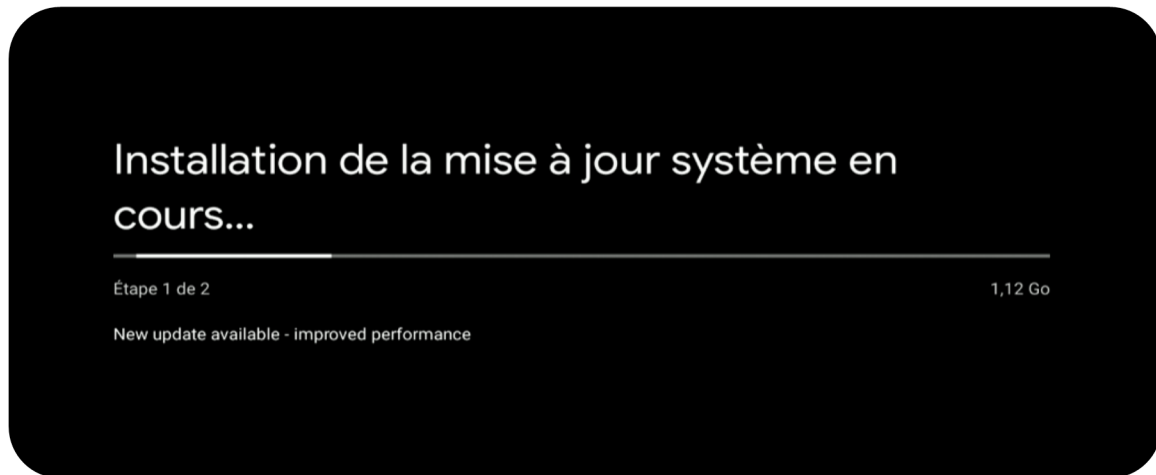 Installation de la mise à jour système en
cours...
Étape 1 de 2
1,12 Go
New update available - improved performance